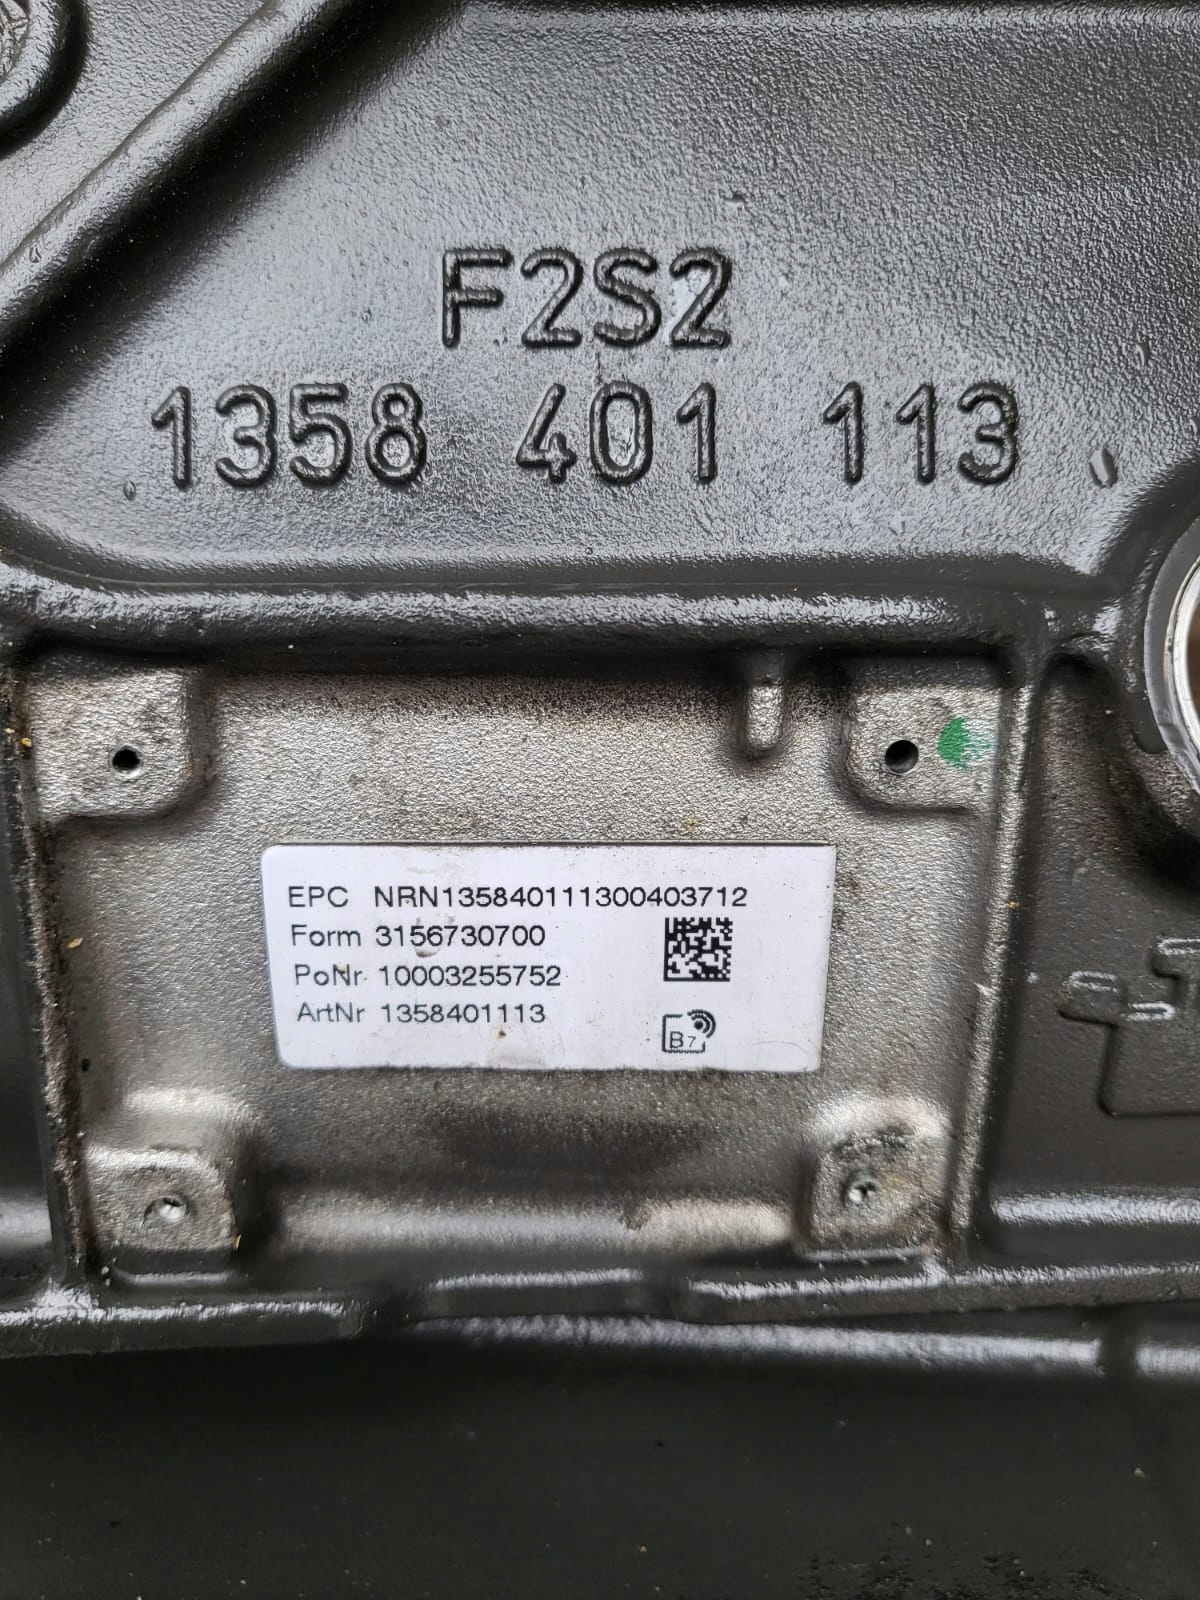 F2S2
1358 401 113
EPC NRN135840111300403712
Form 3156730700
PoNr 10003255752
ArtNr 1358401113
B7